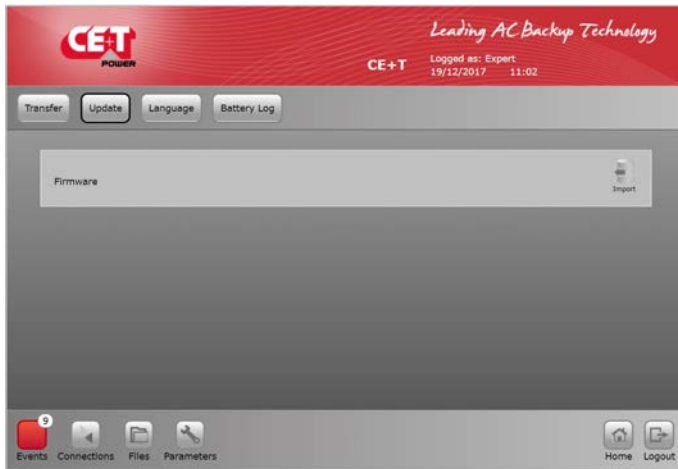 CE+T
POWER
Leading AC Backup Technology
CE+T
Logged as: Expert
19/12/2017 11:02
Transfer Update Language Battery Log
Firmware
Import
9
Events Connections Files Parameters
Home Logout